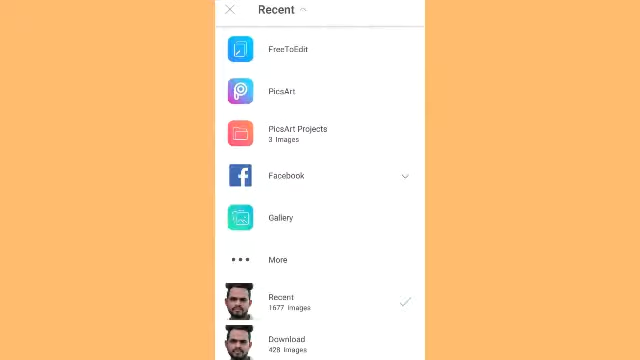 Recent
FreeToEdit
PicsArt
PicsArt Projects
3 Images
Facebook
Gallery
More
Recent
1677 Images
Download
428 Images